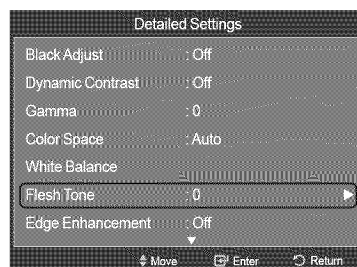 Detailed Settings
Black Adjust : Off
Dynamic Contrast : Off
Gamma : 0
Color Space : Auto
White Balance
Flesh Tone : 0
Edge Enhancement : Off
Move Enter Return